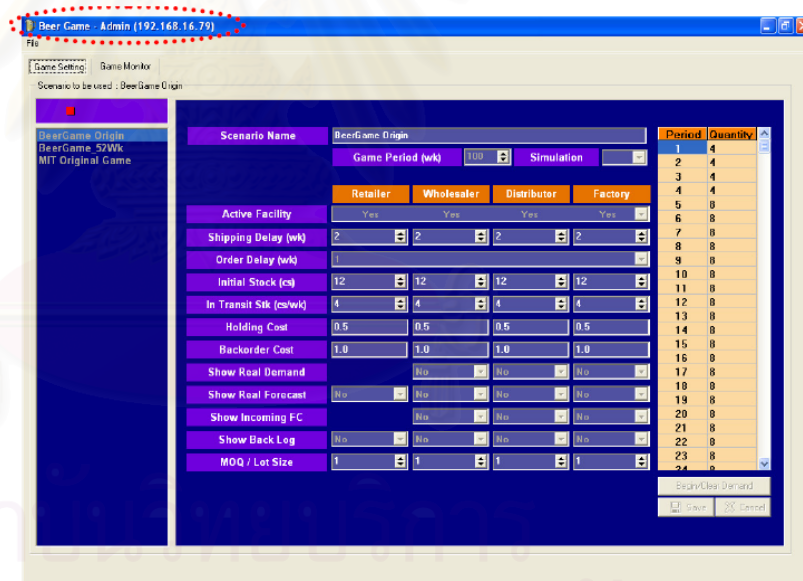 Beer Game - Admin (192.168.16.79)
File
Game Setting Game Monitor
Scenario to be used : BeerGame Origin
BeerGame Origin
BeerGame_52Wk
MIT Original Game
Scenario Name BeerGame Origin
Game Period (wk) 100 Simulation
Retailer Wholesaler Distributor Factory
Active Facility Yes Yes Yes Yes
Shipping Delay (wk) 2 2 2 2
Order Delay (wk) 1
Initial Stock (cs) 12 12 12 12
In Transit Stk (cs/wk) 4 4 4 4
Holding Cost 0.5 0.5 0.5 0.5
Backorder Cost 1.0 1.0 1.0 1.0
Show Real Demand No No No
Show Real Forecast No No No No
Show Incoming FC No No No
Show Back Log No No No No
MOQ / Lot Size 1 1 1 1
Period Quantity
1 4
2 4
3 4
4 4
5 8
6 8
7 8
8 8
9 8
10 8
11 8
12 8
13 8
14 8
15 8
16 8
17 8
18 8
19 8
20 8
21 8
22 8
23 8
Begin/Clear Demand
Save Cancel